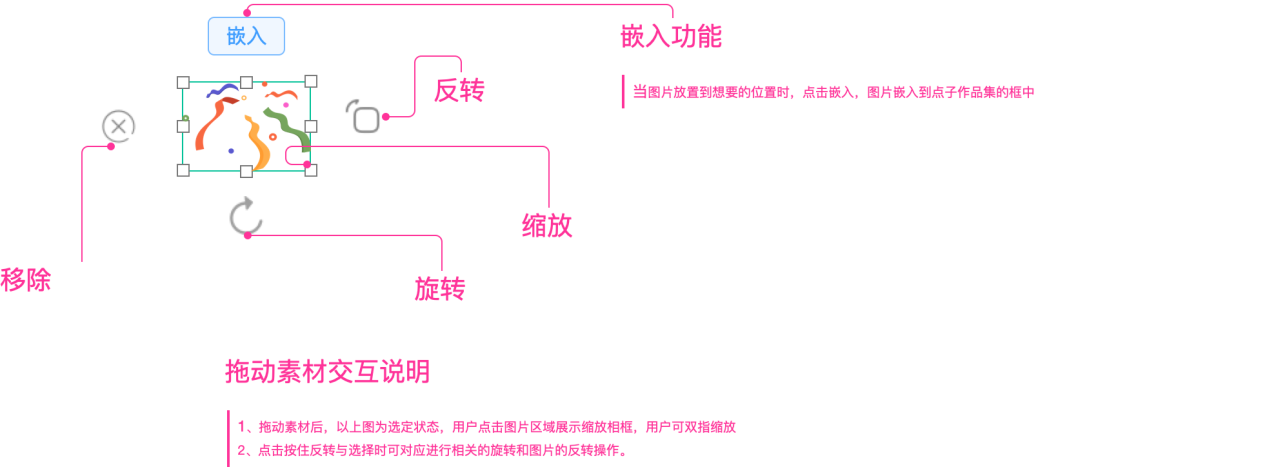 嵌入
嵌入功能
反转
当图片放置到想要的位置时，点击嵌入，图片嵌入到点子作品集的框中
缩放
移除
旋转
拖动素材交互说明
1、拖动素材后，以上图为选定状态，用户点击图片区域展示缩放相框，用户可双指缩放
2、点击按住反转与选择时可对应进行相关的旋转和图片的反转操作。